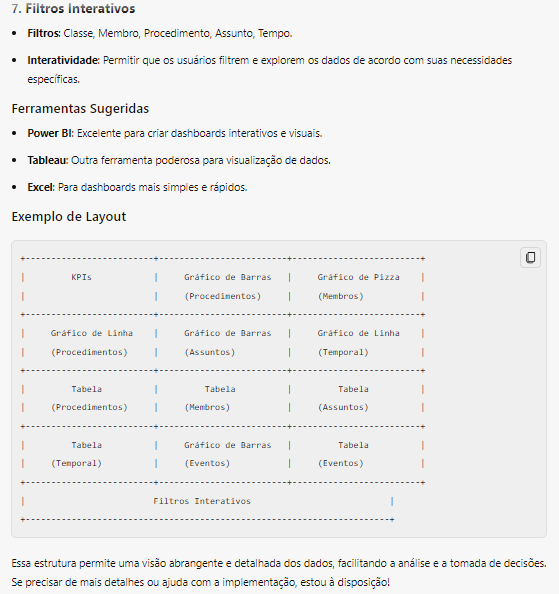 7. Filtros Interativos
• Filtros: Classe, Membro, Procedimento, Assunto, Tempo.
• Interatividade: Permitir que os usuários filtrem e explorem os dados de acordo com suas necessidades
específicas.
Ferramentas Sugeridas
• Power BI: Excelente para criar dashboards interativos e visuais.
• Tableau: Outra ferramenta poderosa para visualização de dados.
• Excel: Para dashboards mais simples e rápidos.
Exemplo de Layout
+-------------------------+-------------------------+-------------------------+
|         KPIs            |     Gráfico de Barras   |     Gráfico de Pizza    |
|                         |     (Procedimentos)     |     (Membros)           |
+-------------------------+-------------------------+-------------------------+
|     Gráfico de Linha    |     Gráfico de Barras   |     Gráfico de Linha    |
|     (Procedimentos)     |     (Assuntos)          |     (Temporal)          |
+-------------------------+-------------------------+-------------------------+
|         Tabela          |         Tabela          |         Tabela          |
|     (Procedimentos)     |     (Membros)           |     (Assuntos)          |
+-------------------------+-------------------------+-------------------------+
|         Tabela          |     Gráfico de Barras   |         Tabela          |
|     (Temporal)          |     (Eventos)           |     (Eventos)           |
+-------------------------+-------------------------+-------------------------+
|                         Filtros Interativos                           |
+-----------------------------------------------------------------------+
Essa estrutura permite uma visão abrangente e detalhada dos dados, facilitando a análise e a tomada de decisões.
Se precisar de mais detalhes ou ajuda com a implementação, estou à disposição!